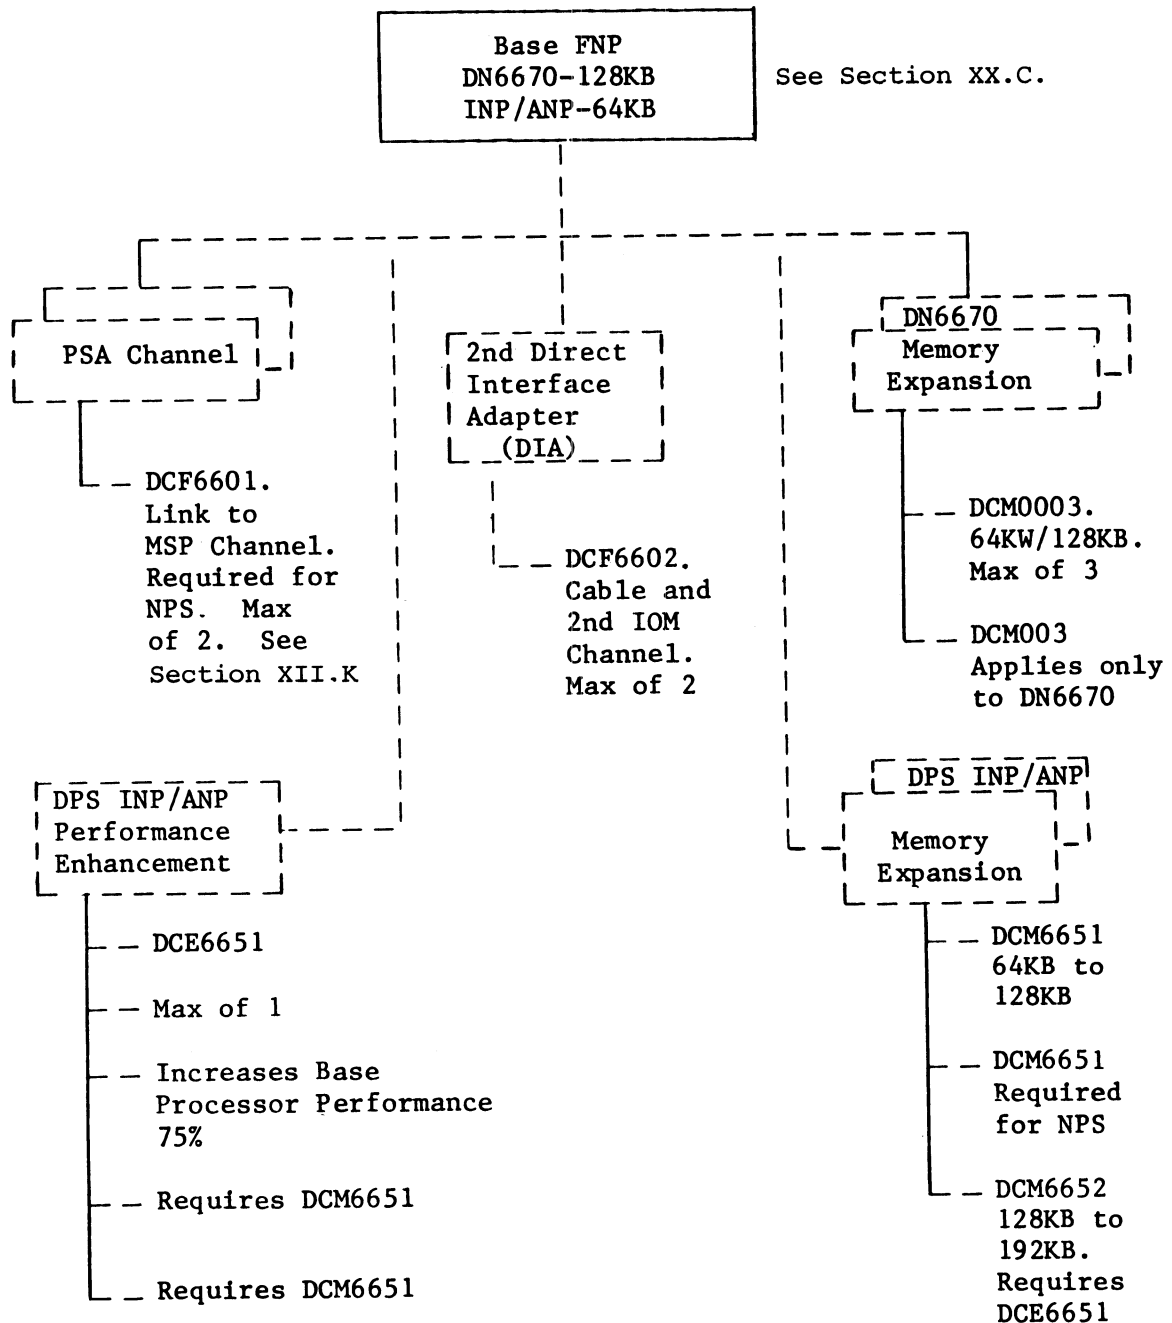 Base FNP
DN6670-128KB
INP/ANP-64KB
See Section XX.C.
PSA Channel
DCF6601.
Link to
MSP Channel.
Required for
NPS. Max
of 2. See
Section XII.K
2nd Direct
Interface
Adapter
(DIA)
DCF6602.
Cable and
2nd IOM
Channel.
Max of 2
DN6670
Memory
Expansion
DCM0003.
64KW/128KB.
Max of 3
DCM003
Applies only
to DN6670
DPS INP/ANP
Performance
Enhancement
DCE6651
Max of 1
Increases Base
Processor Performance
75%
Requires DCM6651
Requires DCM6651
DPS INP/ANP
Memory
Expansion
DCM6651
64KB to
128KB
DCM6651
Required
for NPS
DCM6652
128KB to
192KB.
Requires
DCE6651